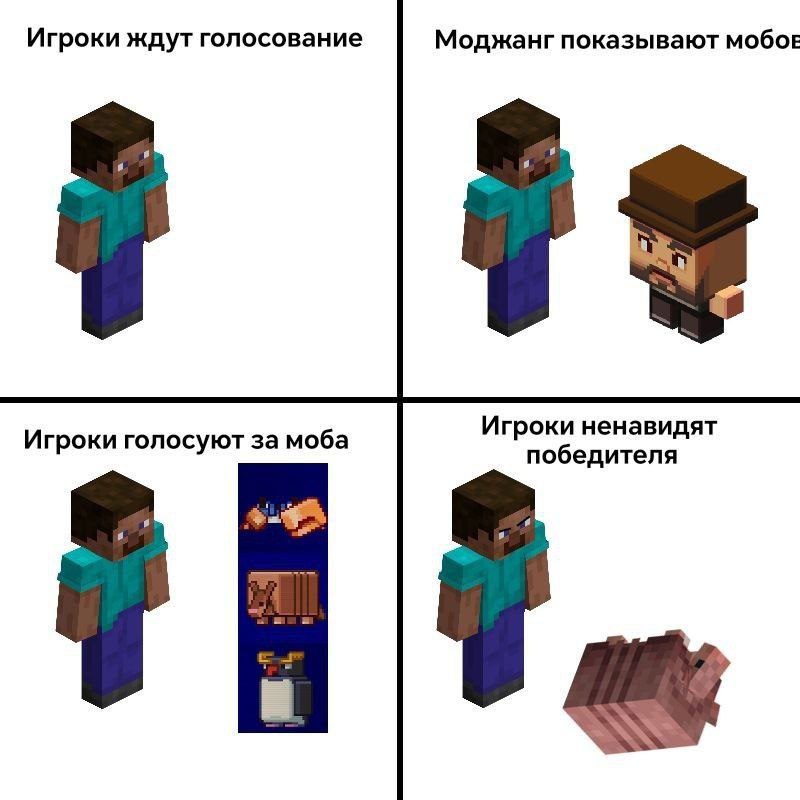 Игроки ждут голосование
Моджанг показывают мобов
Игроки голосуют за моба
Игроки ненавидят
победителя